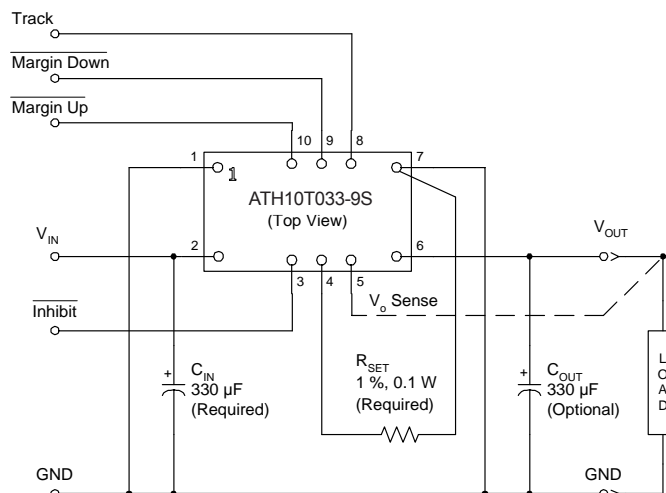 Track
Margin Down
Margin Up
10 9 8
1
7
1
ATH10T033-9S
(Top View)
VIN
2
6
VOUT
3 4 5
Vo Sense
Inhibit
RSET
1 %, 0.1 W
(Required)
+
CIN
330 µF
(Required)
+
COUT
330 µF
(Optional)
L
O
A
D
GND
GND